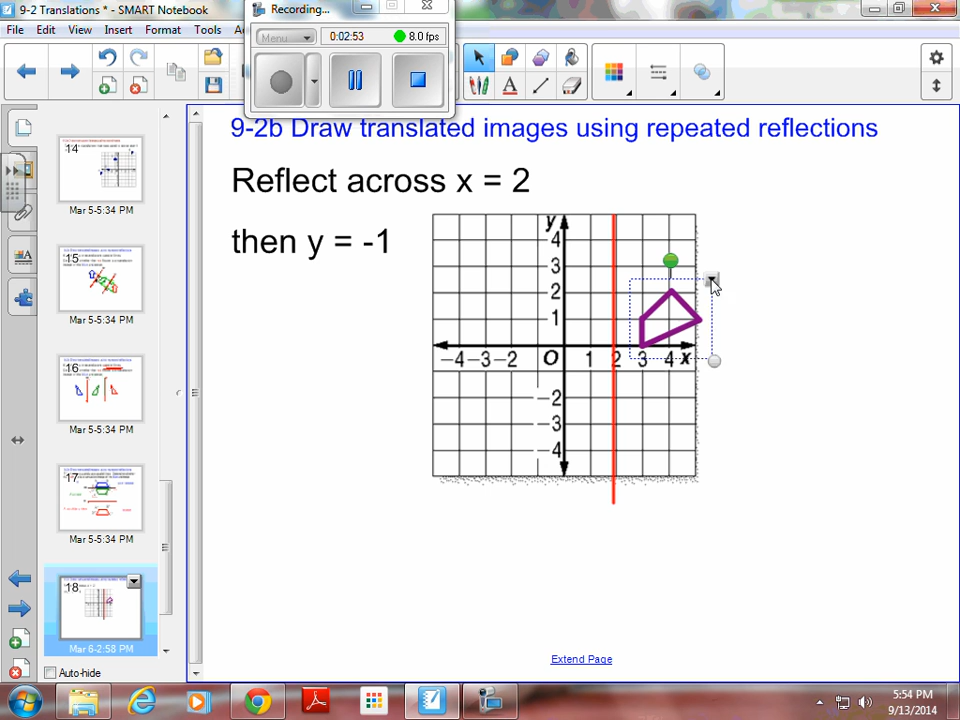 9-2 Translations * - SMART Notebook
Recording...
File Edit View Insert Format Tools
Menu 0:02:53 8.0 fps
9-2b Draw translated images using repeated reflections
Reflect across x = 2
then y = -1
y
4
3
2
1
-4 -3 -2 O 1 2 3 4 x
-2
-3
-4
14
Mar 5-5:34 PM
15
Mar 5-5:34 PM
16
Mar 5-5:34 PM
17
Mar 5-5:34 PM
18
Mar 6-2:58 PM
Auto-hide
Extend Page
5:54 PM
9/13/2014